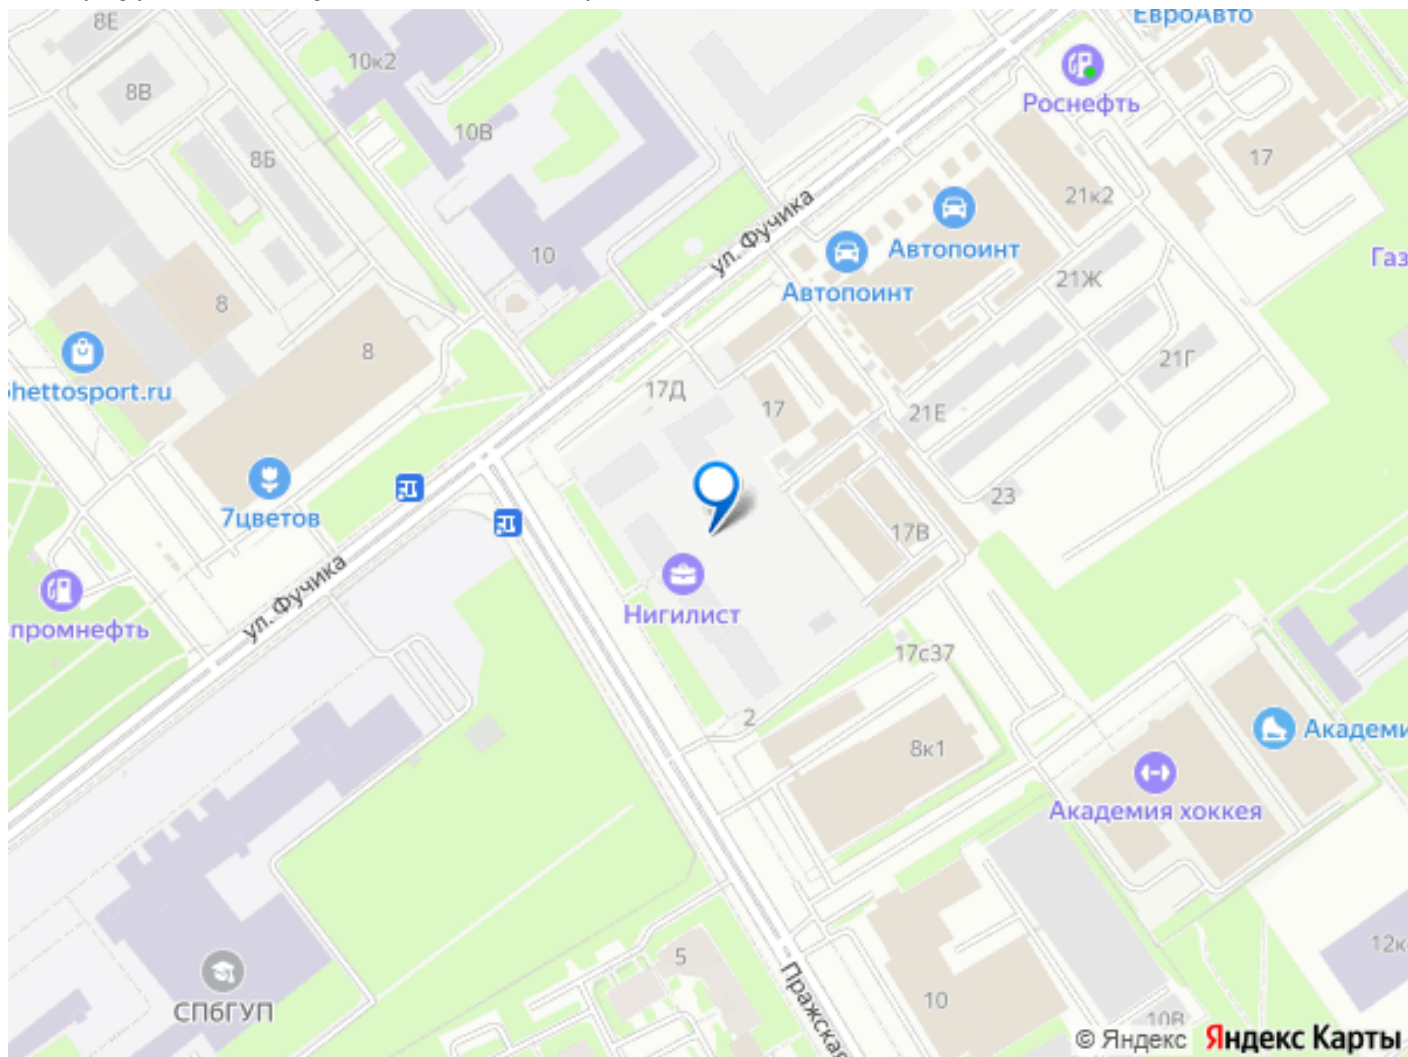 8Е
ЕвроАвто
10к2
Роснефть
8В
10В
8Б
17
21к2
ул. Фучика
Автопоинт
10
Газ
21Ж
Автопоинт
8
8
21Г
hettosport.ru
17Д
17
21Е
23
7цветов
17В
ул. Фучика
Нигилист
промнефть
17с37
2
8к1
Академи
Академия хоккея
12к
5
Пражская
10
СПбГУП
10В
© Яндекс Яндекс Карты